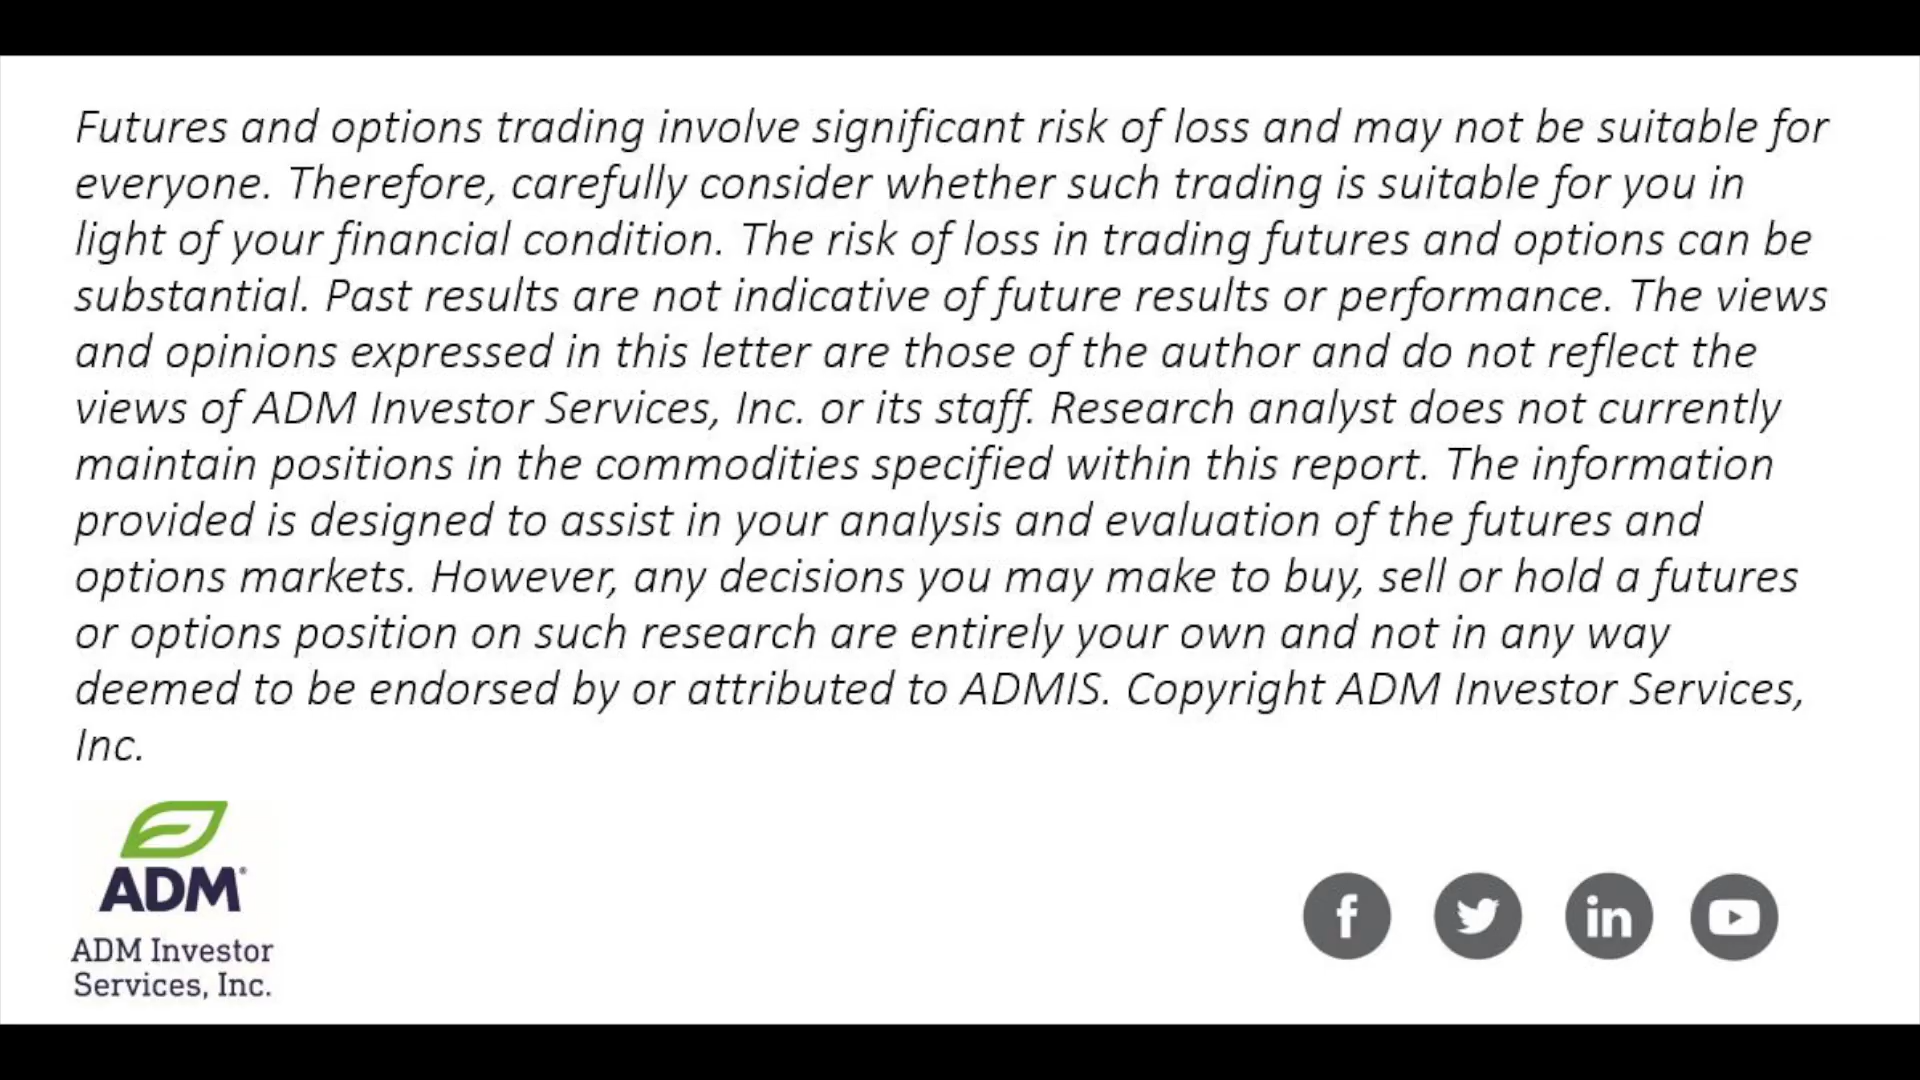 Futures and options trading involve significant risk of loss and may not be suitable for
everyone. Therefore, carefully consider whether such trading is suitable for you in
light of your financial condition. The risk of loss in trading futures and options can be
substantial. Past results are not indicative of future results or performance. The views
and opinions expressed in this letter are those of the author and do not reflect the
views of ADM Investor Services, Inc. or its staff. Research analyst does not currently
maintain positions in the commodities specified within this report. The information
provided is designed to assist in your analysis and evaluation of the futures and
options markets. However, any decisions you may make to buy, sell or hold a futures
or options position on such research are entirely your own and not in any way
deemed to be endorsed by or attributed to ADMIS. Copyright ADM Investor Services,
Inc.
ADM®
ADM Investor
Services, Inc.
f
in